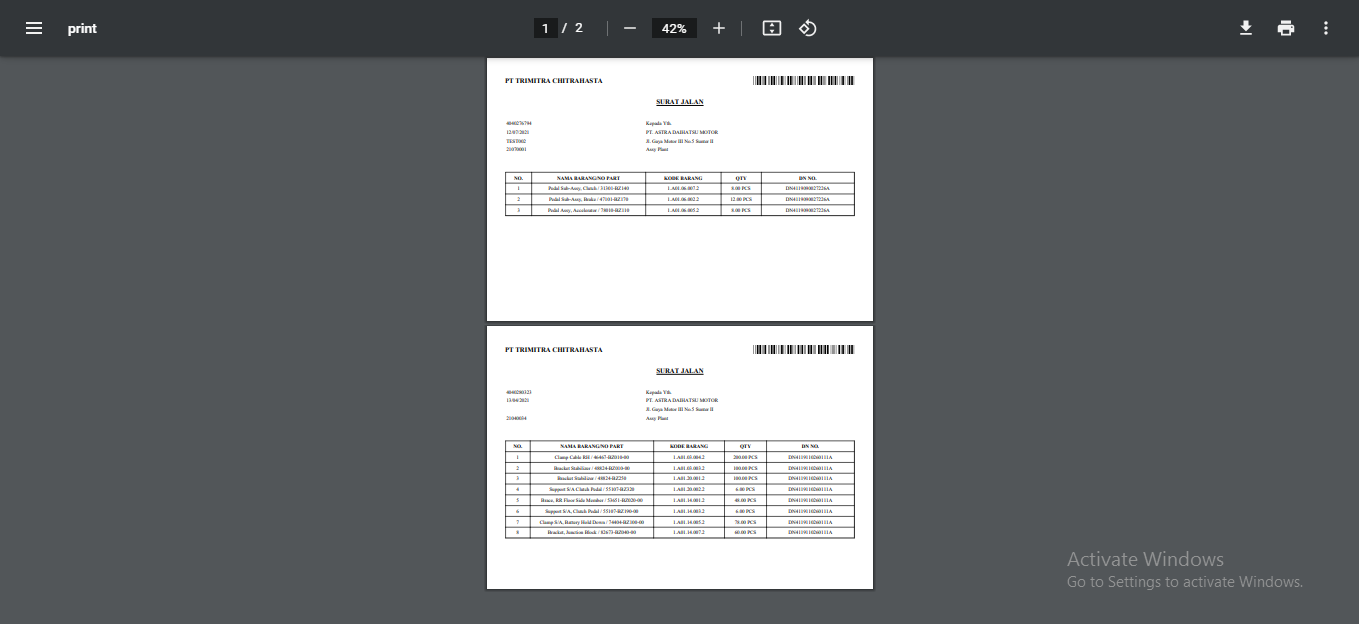 print
1 / 2
42%
PT TRIMITRA CHITRAHASTA
SURAT JALAN
4040276794
12/07/2021
TEST002
21070001
Kepada Yth.
PT. ASTRA DAIHATSU MOTOR
Jl. Gaya Motor III No.5 Sunter II
Assy Plant
NO. NAMA BARANG/NO PART KODE BARANG QTY DN NO.
1 Pedal Sub-Assy, Clutch / 31301-BZ140 1.A01.06.007.2 8.00 PCS DN4119090027226A
2 Pedal Sub-Assy, Brake / 47101-BZ170 1.A01.06.002.2 12.00 PCS DN4119090027226A
3 Pedal Assy, Accelerator / 78010-BZ110 1.A01.06.005.2 8.00 PCS DN4119090027226A
PT TRIMITRA CHITRAHASTA
SURAT JALAN
4040290323
13/04/2021
21040034
Kepada Yth.
PT. ASTRA DAIHATSU MOTOR
Jl. Gaya Motor III No.5 Sunter II
Assy Plant
NO. NAMA BARANG/NO PART KODE BARANG QTY DN NO.
1 Clamp Cable RH / 46467-BZ010-00 1.A01.03.004.2 200.00 PCS DN4119110260111A
2 Bracket Stabilizer / 48824-BZ010-00 1.A01.03.003.2 100.00 PCS DN4119110260111A
3 Bracket Stabilizer / 48824-BZ250 1.A01.20.001.2 100.00 PCS DN4119110260111A
4 Support S/A Clutch Pedal / 55107-BZ320 1.A01.20.002.2 6.00 PCS DN4119110260111A
5 Brace, RR Floor Side Member / 53451-BZ020-00 1.A01.14.001.2 48.00 PCS DN4119110260111A
6 Support S/A, Clutch Pedal / 55107-BZ190-00 1.A01.14.003.2 6.00 PCS DN4119110260111A
7 Clamp S/A, Battery Hold Down / 74404-BZ100-00 1.A01.14.005.2 70.00 PCS DN4119110260111A
8 Bracket, Junction Block / 82673-BZ040-00 1.A01.14.007.2 60.00 PCS DN4119110260111A
Activate Windows
Go to Settings to activate Windows.